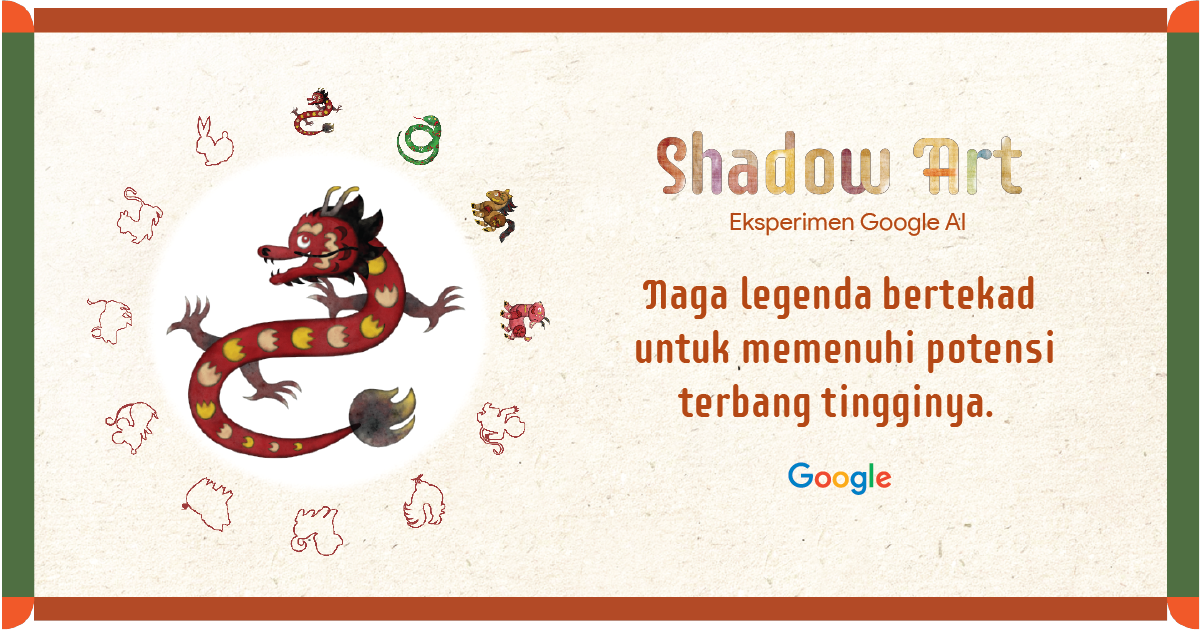 Shadow Art
Eksperimen Google AI
Naga legenda bertekad
untuk memenuhi potensi
terbang tingginya.
Google